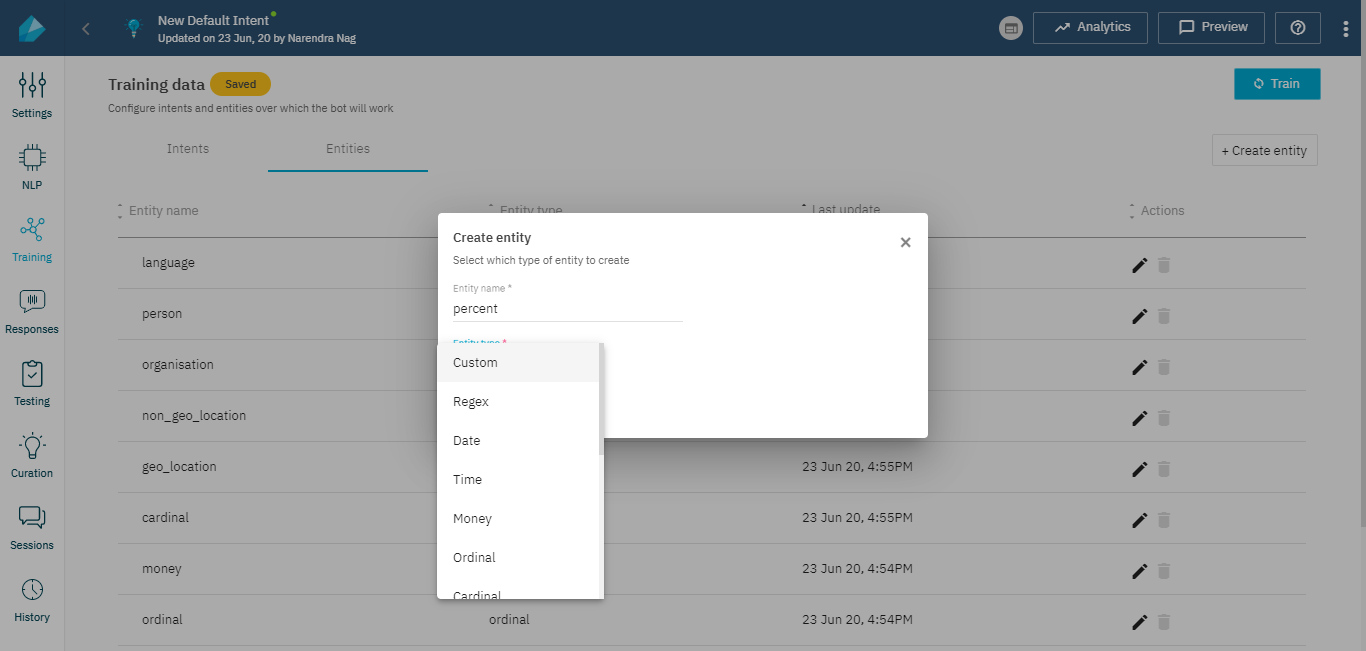 New Default Intent
Updated on 23 Jun, 20 by Narendra Nag
Analytics
Preview
Settings
NLP
Training
Responses
Testing
Curation
Sessions
History
Training data Saved
Configure intents and entities over which the bot will work
Train
Intents Entities
+ Create entity
Entity name Entity type Last update Actions
language
person
organisation
non_geo_location
geo_location 23 Jun 20, 4:55PM
cardinal 23 Jun 20, 4:55PM
money 23 Jun 20, 4:54PM
ordinal ordinal 23 Jun 20, 4:54PM
Create entity
×
Select which type of entity to create
Entity name *
percent
Entity type *
Custom
Regex
Date
Time
Money
Ordinal
Cardinal